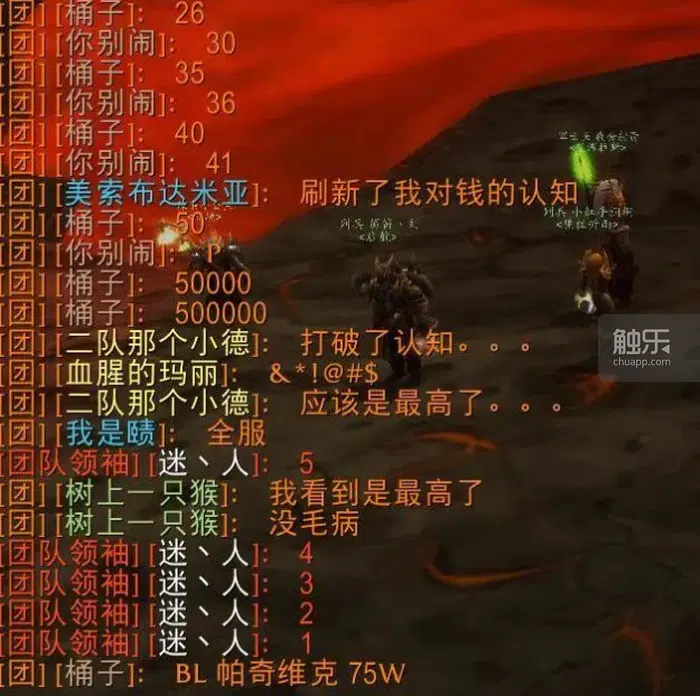 [团] [桶子]： 26
[团] [你别闹]： 30
[团] [桶子]： 35
[团] [你别闹]： 36
[团] [桶子]： 40
[团] [你别闹]： 41
[团] [美索布达米亚]： 刷新了我对钱的认知
[团] [桶子]： 50
[团] [你别闹]： P
[团] [桶子]： 50000
[团] [桶子]： 500000
[团] [二队那个小德]： 打破了认知。。。
[团] [血腥的玛丽]： &*!@#$
[团] [二队那个小德]： 应该是最高了。。。
[团] [我是赜]： 全服
[团队领袖] [迷丶人]： 5
[团] [树上一只猴]： 我看到是最高了
[团] [树上一只猴]： 没毛病
[团队领袖] [迷丶人]： 4
[团队领袖] [迷丶人]： 3
[团队领袖] [迷丶人]： 2
[团队领袖] [迷丶人]： 1
[团] [桶子]： BL 帕奇维克 75W
触乐
chuapp.com